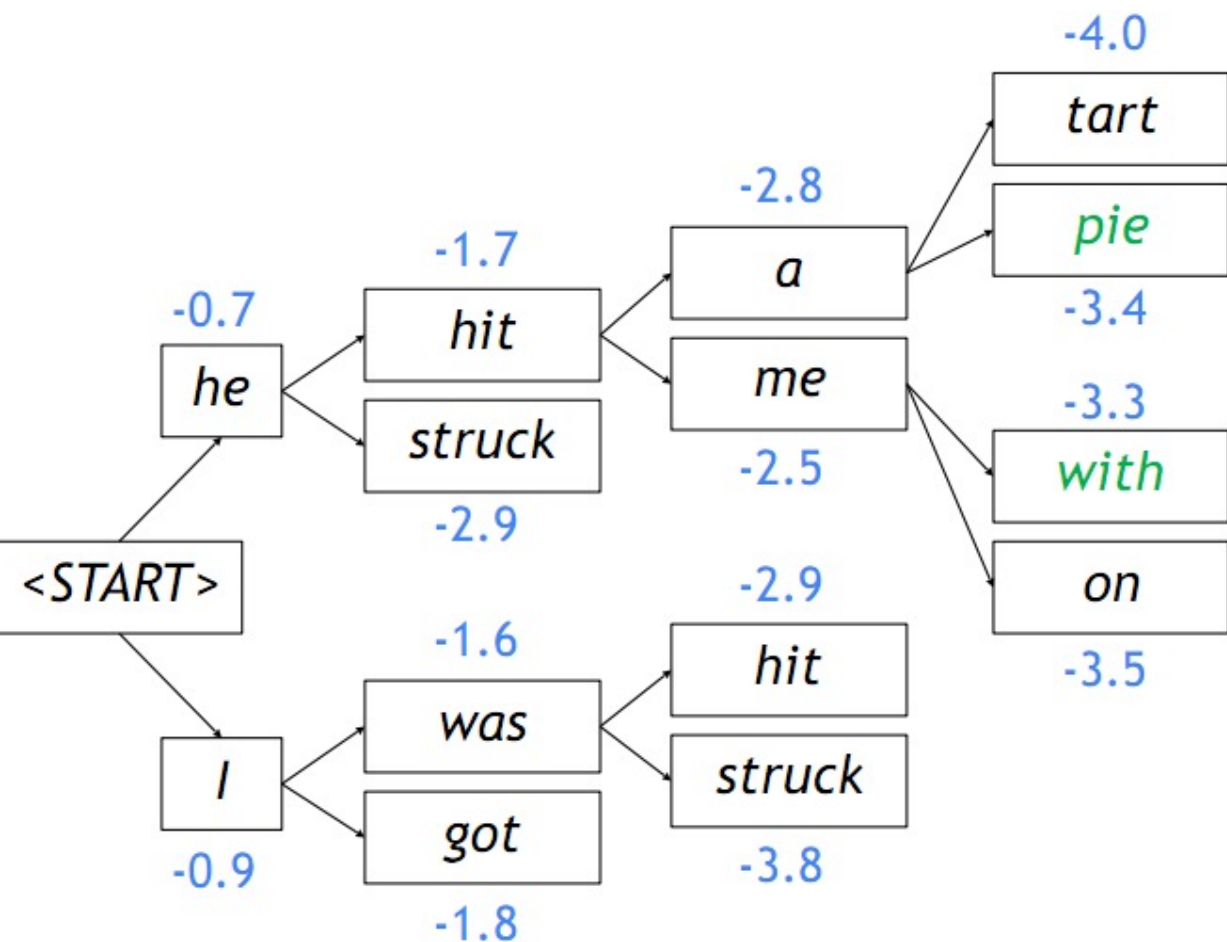 -4.0
tart
-2.8
pie
-1.7
a
-3.4
-0.7
hit
me
-3.3
he
struck
-2.5
with
-2.9
<START>
-2.9
on
-1.6
hit
-3.5
was
I
struck
got
-0.9
-3.8
-1.8